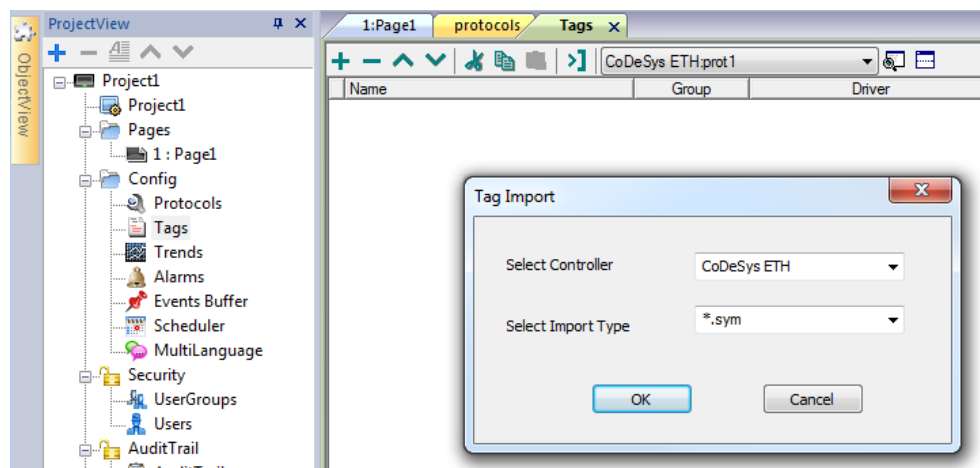 ProjectView
ObjectView
Project1
Project1
Pages
1 : Page1
Config
Protocols
Tags
Trends
Alarms
Events Buffer
Scheduler
MultiLanguage
Security
UserGroups
Users
AuditTrail
1:Page1 protocols Tags
CoDeSys ETH:prot1
Name Group Driver
Tag Import
Select Controller CoDeSys ETH
Select Import Type *.sym
OK Cancel